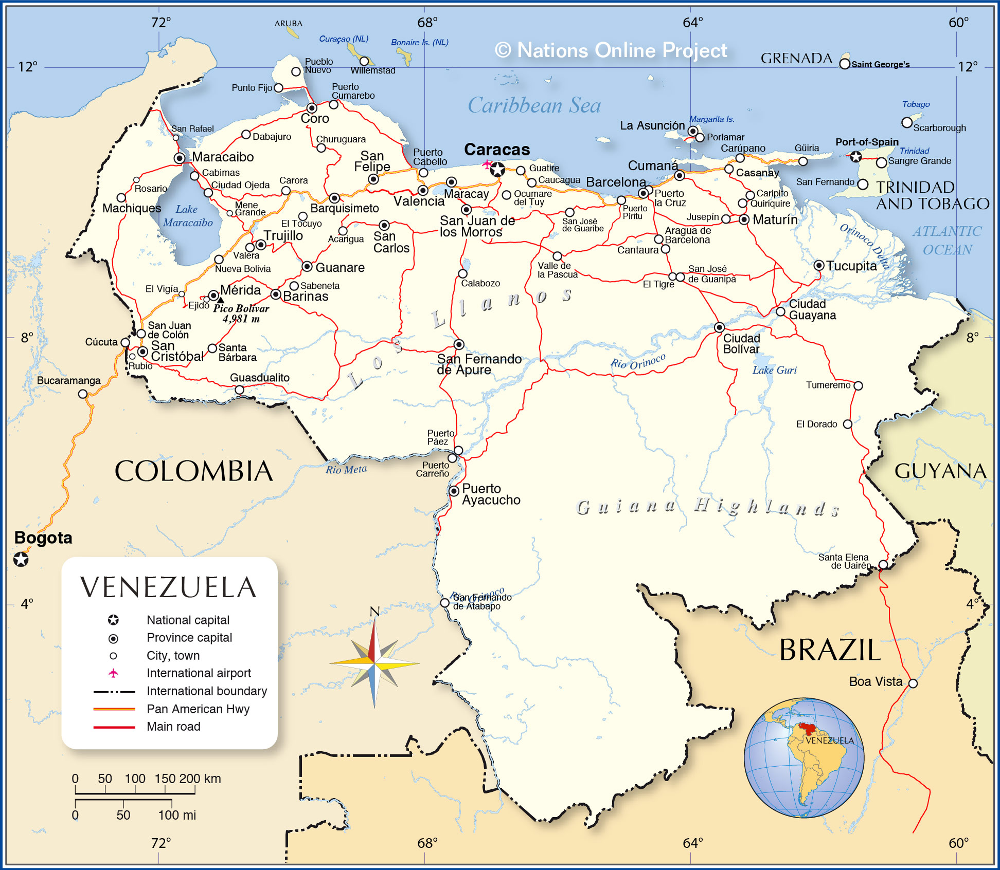 72°
68°
64°
60°
ARUBA
Curaçao (NL)
Bonaire Is. (NL)
© Nations Online Project
GRENADA
Saint George's
12°
12°
Pueblo
Nuevo
Willemstad
Punto Fijo
Puerto
Cumarebo
Caribbean Sea
Tobago
Scarborough
Coro
La Asunción
Margarita Is.
Porlamar
San Rafael
Dabajuro
Churuguara
Port-of-Spain
Trinidad
Sangre Grande
San Fernando
TRINIDAD
AND TOBAGO
Maracaibo
San
Felipe
Puerto
Cabello
Caracas
Guatire
Caucagua
Cumaná
Carúpano
Güiria
Casanay
Cabimas
Rosario
Ciudad Ojeda
Carora
Valencia
Maracay
Ocumare
del Tuy
Barcelona
Puerto
la Cruz
Caripito
Quiriquire
Machiques
Lake
Maracaibo
Mene
Grande
Barquisimeto
El Tocuyo
San Juan de
los Morros
San José
de Guaribe
Puerto
Píritu
Jusepín
Maturín
Orinoco Delta
ATLANTIC
OCEAN
Trujillo
Valera
Acarigua
San
Carlos
Aragua de
Barcelona
Cantaura
Nueva Bolivia
Guanare
Calabozo
Valle de
la Pascua
San José
de Guanipa
El Tigre
Tucupita
El Vigía
Mérida
Ejido
Pico Bolívar
4,981 m
Sabeneta
Barinas
Los Llanos
Ciudad
Guayana
8°
8°
San Juan
de Colón
Cúcuta
San
Cristóbal
Rubio
Santa
Bárbara
San Fernando
de Apure
Ciudad
Bolívar
Rio Orinoco
Lake Guri
Bucaramanga
Guasdualito
Tumeremo
El Dorado
Puerto
Páez
Puerto
Carreño
Rio Meta
COLOMBIA
GUYANA
Puerto
Ayacucho
Guiana Highlands
Bogota
Santa Elena
de Uairén
4°
4°
Rio Orinoco
San Fernando
de Atabapo
N
BRAZIL
Boa Vista
VENEZUELA
VENEZUELA
National capital
Province capital
City, town
International airport
International boundary
Pan American Hwy
Main road
0 50 100 150 200 km
0 50 100 mi
72°
68°
64°
60°